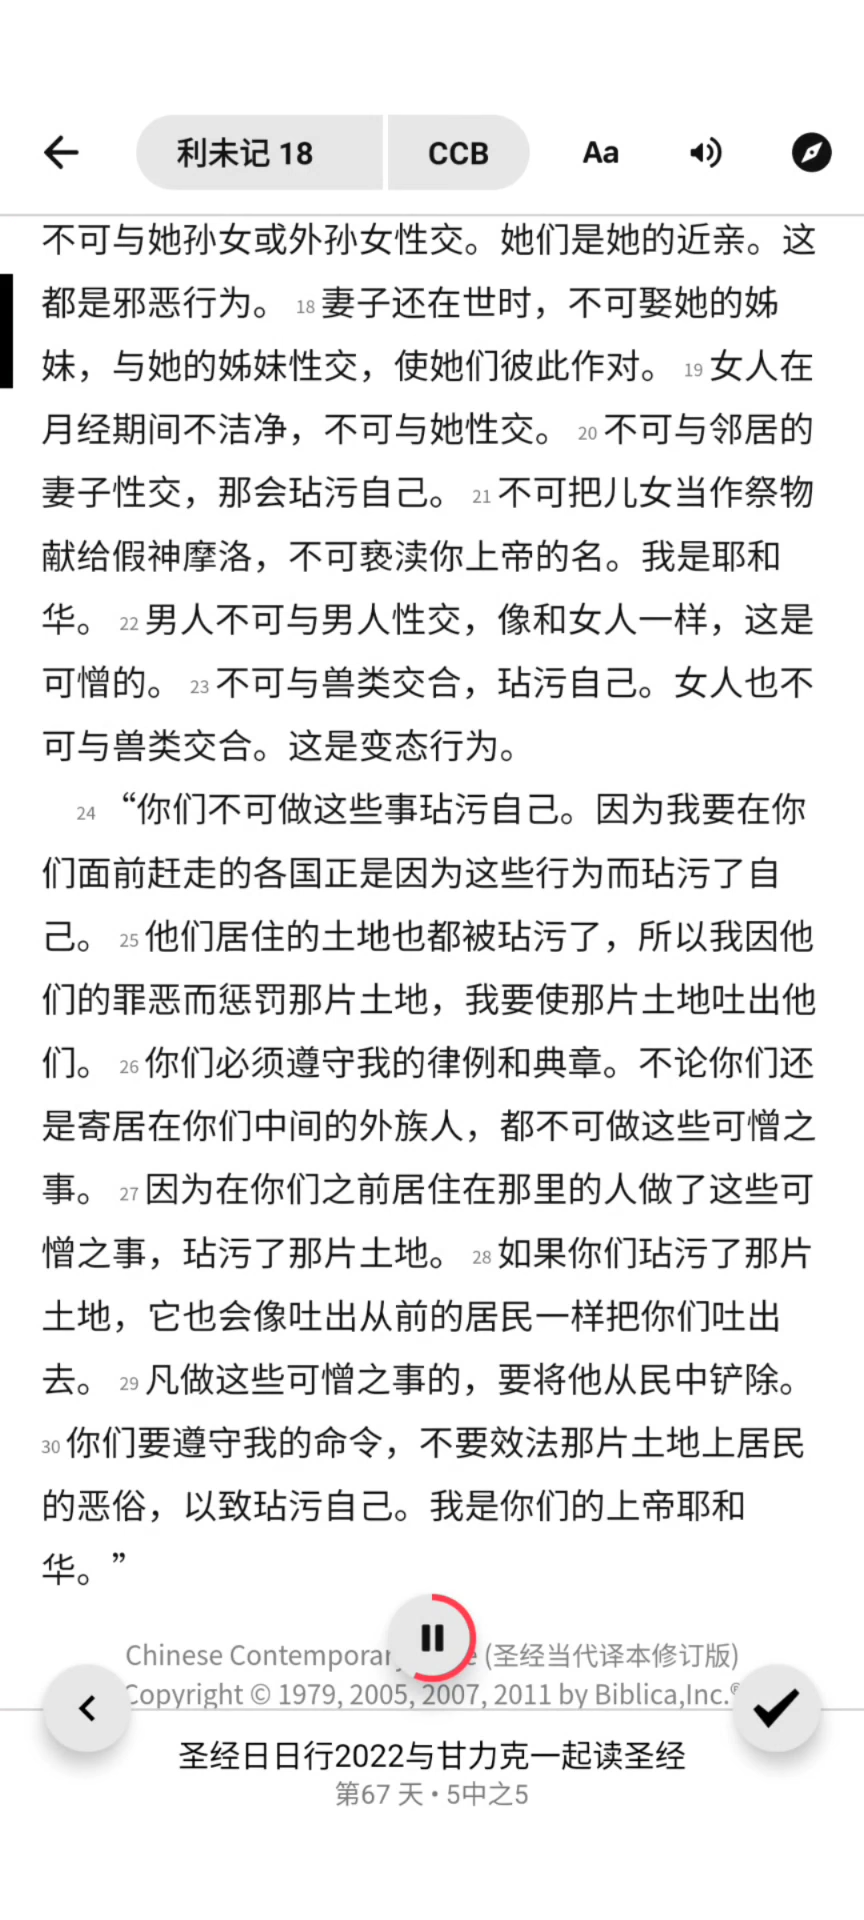 利未记 18
CCB
Aa
不可与她孙女或外孙女性交。她们是她的近亲。这
都是邪恶行为。 18 妻子还在世时，不可娶她的姊
妹，与她的姊妹性交，使她们彼此作对。 19 女人在
月经期间不洁净，不可与她性交。 20 不可与邻居的
妻子性交，那会玷污自己。 21 不可把儿女当作祭物
献给假神摩洛，不可亵渎你上帝的名。我是耶和
华。 22 男人不可与男人性交，像和女人一样，这是
可憎的。 23 不可与兽类交合，玷污自己。女人也不
可与兽类交合。这是变态行为。
24 “你们不可做这些事玷污自己。因为我要在你
们面前赶走的各国正是因为这些行为而玷污了自
己。 25 他们居住的土地也都被玷污了，所以我因他
们的罪恶而惩罚那片土地，我要使那片土地吐出他
们。 26 你们必须遵守我的律例和典章。不论你们还
是寄居在你们中间的外族人，都不可做这些可憎之
事。 27 因为在你们之前居住在那里的人做了这些可
憎之事，玷污了那片土地。 28 如果你们玷污了那片
土地，它也会像吐出从前的居民一样把你们吐出
去。 29 凡做这些可憎之事的，要将他从民中铲除。
30 你们要遵守我的命令，不要效法那片土地上居民
的恶俗，以致玷污自己。我是你们的上帝耶和
华。”
Chinese Contemporary (圣经当代译本修订版)
Copyright © 1979, 2005, 2007, 2011 by Biblica,Inc.®
圣经日日行2022与甘力克一起读圣经
第67 天 • 5中之5